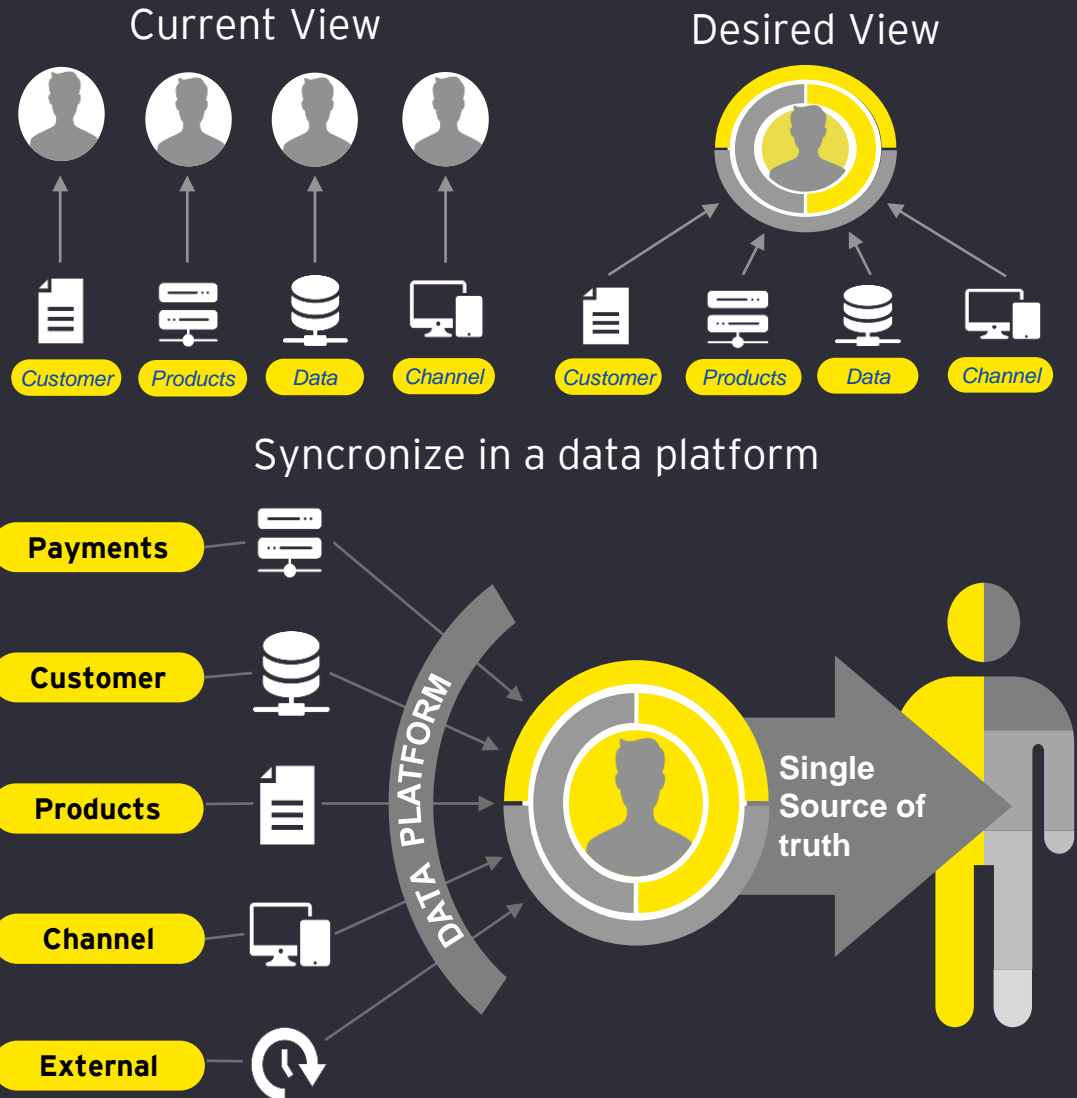 Current View
Desired View
Customer
Products
Data
Channel
Customer
Products
Data
Channel
Syncronize in a data platform
Payments
Customer
Products
Channel
External
DATA PLATFORM
Single
Source of
truth